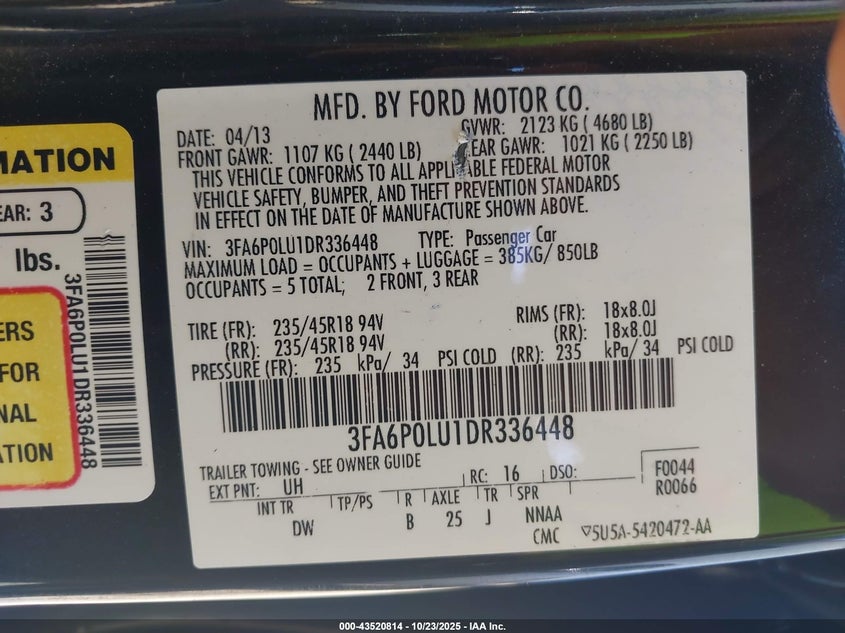 MATION
EAR: 3
lbs.
3FA6P0LU1DR336448
ERS
FOR
NAL
ATION
MFD. BY FORD MOTOR CO.
DATE: 04/13 GVWR: 2123 KG ( 4680 LB)
FRONT GAWR: 1107 KG ( 2440 LB) REAR GAWR: 1021 KG ( 2250 LB)
THIS VEHICLE CONFORMS TO ALL APPLICABLE FEDERAL MOTOR
VEHICLE SAFETY, BUMPER, AND THEFT PREVENTION STANDARDS
IN EFFECT ON THE DATE OF MANUFACTURE SHOWN ABOVE.
VIN: 3FA6P0LU1DR336448 TYPE: Passenger Car
MAXIMUM LOAD = OCCUPANTS + LUGGAGE = 385KG/ 850LB
OCCUPANTS = 5 TOTAL; 2 FRONT, 3 REAR
TIRE (FR): 235/45R18 94V RIMS (FR): 18x8.0J
(RR): 235/45R18 94V (RR): 18x8.0J
PRESSURE (FR): 235 kPa/ 34 PSI COLD (RR): 235 kPa/ 34 PSI COLD
3FA6P0LU1DR336448
TRAILER TOWING - SEE OWNER GUIDE
EXT PNT: UH RC: 16 DSO: F0044
R0066
INT TR TP/PS R AXLE TR SPR
DW B 25 J NNAA
CMC ▽5U5A-5420472-AA
000-43520814 - 10/23/2025 - IAA Inc.